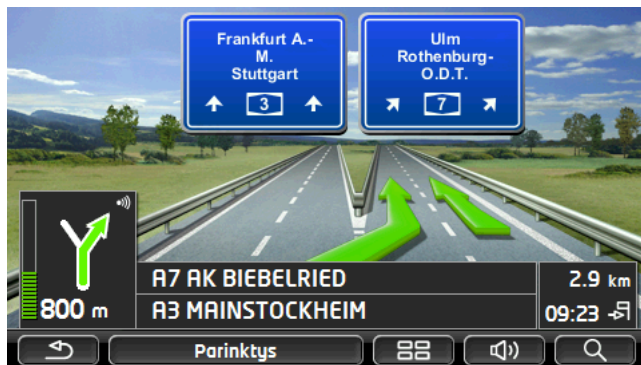 Frankfurt A.-
M.
Stuttgart
3
Ulm
Rothenburg-
O.D.T.
7
800 m
A7 AK BIEBELRIED
2.9 km
A3 MAINSTOCKHEIM
09:23
Parinktys